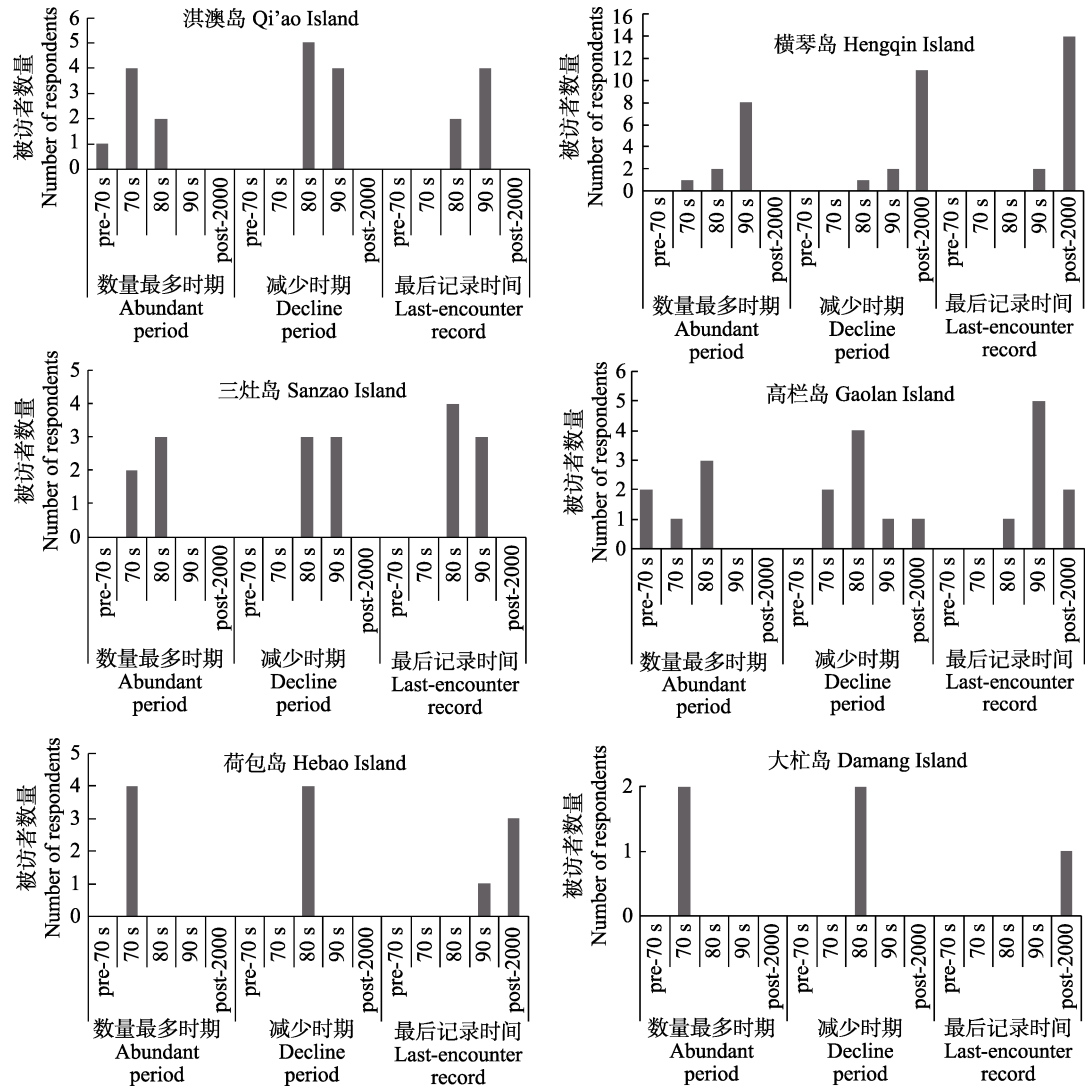 淇澳岛 Qi’ao Island
被访者数量
Number of respondents
6
5
4
3
2
1
0
pre-70 s
70 s
80 s
90 s
post-2000
pre-70 s
70 s
80 s
90 s
post-2000
pre-70 s
70 s
80 s
90 s
post-2000
数量最多时期
Abundant
period
减少时期
Decline
period
最后记录时间
Last-encounter
record
横琴岛 Hengqin Island
被访者数量
Number of respondents
16
14
12
10
8
6
4
2
0
pre-70 s
70 s
80 s
90 s
post-2000
pre-70 s
70 s
80 s
90 s
post-2000
pre-70 s
70 s
80 s
90 s
post-2000
数量最多时期
Abundant
period
减少时期
Decline
period
最后记录时间
Last-encounter
record
三灶岛 Sanzao Island
被访者数量
Number of respondents
5
4
3
2
1
0
pre-70 s
70 s
80 s
90 s
post-2000
pre-70 s
70 s
80 s
90 s
post-2000
pre-70 s
70 s
80 s
90 s
post-2000
数量最多时期
Abundant
period
减少时期
Decline
period
最后记录时间
Last-encounter
record
高栏岛 Gaolan Island
被访者数量
Number of respondents
6
5
4
3
2
1
0
pre-70 s
70 s
80 s
90 s
post-2000
pre-70 s
70 s
80 s
90 s
post-2000
pre-70 s
70 s
80 s
90 s
post-2000
数量最多时期
Abundant
period
减少时期
Decline
period
最后记录时间
Last-encounter
record
荷包岛 Hebao Island
被访者数量
Number of respondents
5
4
3
2
1
0
pre-70 s
70 s
80 s
90 s
post-2000
pre-70 s
70 s
80 s
90 s
post-2000
pre-70 s
70 s
80 s
90 s
post-2000
数量最多时期
Abundant
period
减少时期
Decline
period
最后记录时间
Last-encounter
record
大杧岛 Damang Island
被访者数量
Number of respondents
2
1
0
pre-70 s
70 s
80 s
90 s
post-2000
pre-70 s
70 s
80 s
90 s
post-2000
pre-70 s
70 s
80 s
90 s
post-2000
数量最多时期
Abundant
period
减少时期
Decline
period
最后记录时间
Last-encounter
record